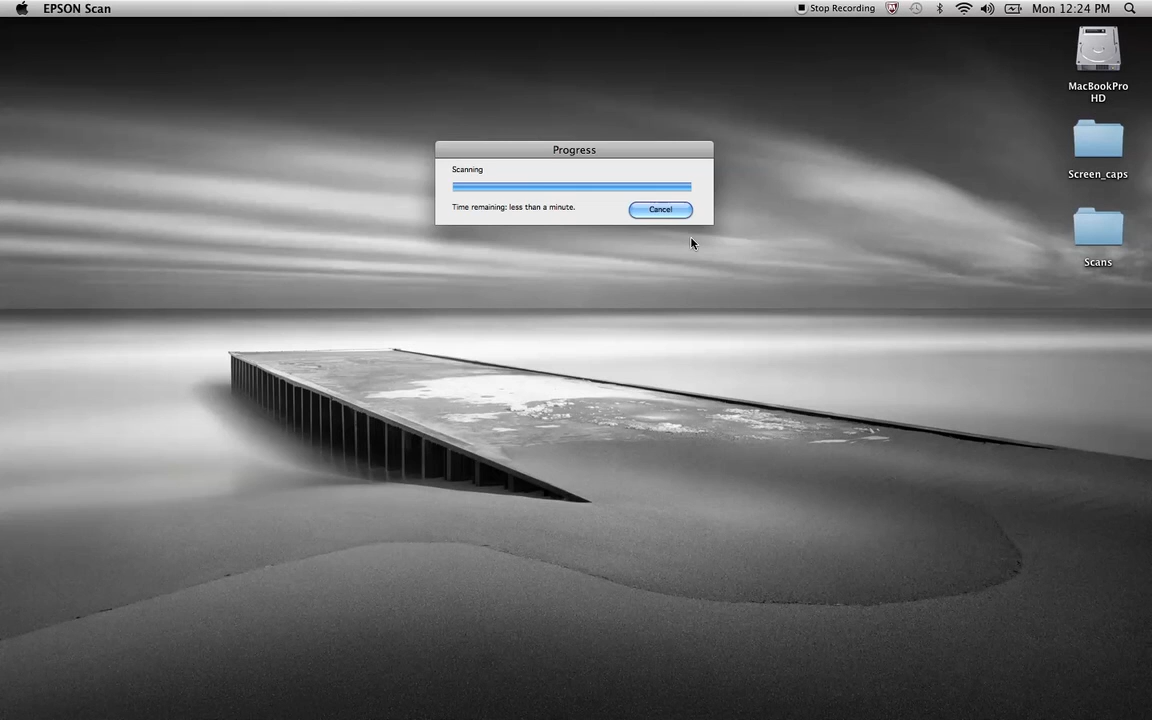 EPSON Scan
Stop Recording
Mon 12:24 PM
MacBookPro
HD
Progress
Scanning
Screen_caps
Time remaining: less than a minute.
Cancel
Scans